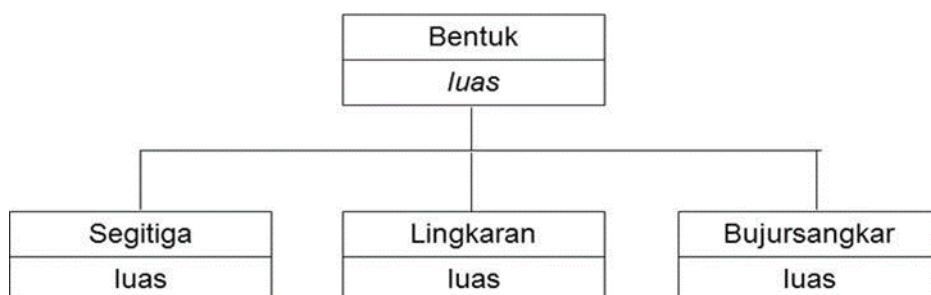 Bentuk
luas
Segitiga
luas
Lingkaran
luas
Bujursangkar
luas